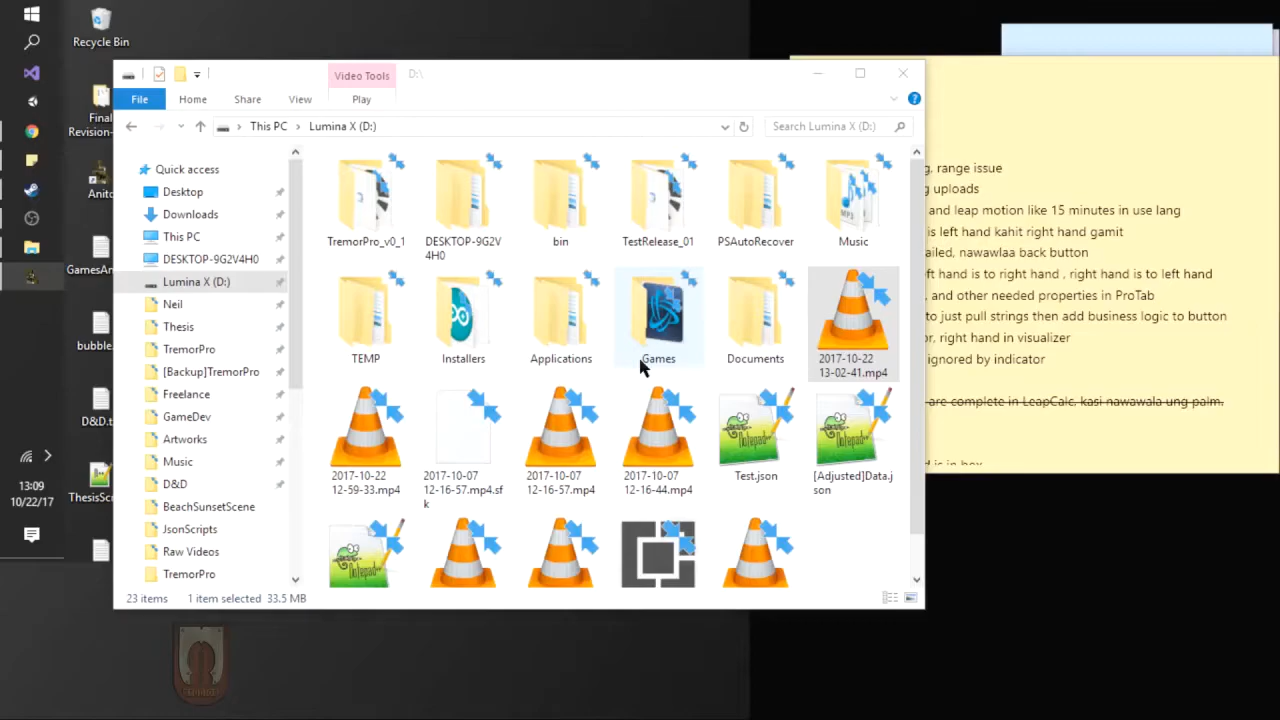 Recycle Bin
Final
Revision-
Anito
GamesAn
bubble.
D&D.t
ThesisSc
13:09
10/22/17
Video Tools
D:\
File
Home
Share
View
Play
This PC
Lumina X (D:)
Search Lumina X (D:)
Quick access
Desktop
Downloads
This PC
DESKTOP-9G2V4H0
Lumina X (D:)
Neil
Thesis
TremorPro
[Backup]TremorPro
Freelance
GameDev
Artworks
Music
D&D
BeachSunsetScene
JsonScripts
Raw Videos
TremorPro
TremorPro_v0_1
DESKTOP-9G2V
4H0
bin
TestRelease_01
PSAutoRecover
MP3
Music
TEMP
Installers
Applications
Games
Documents
2017-10-22
13-02-41.mp4
2017-10-22
12-59-33.mp4
2017-10-07
12-16-57.mp4.sf
k
2017-10-07
12-16-57.mp4
2017-10-07
12-16-44.mp4
Test.json
[Adjusted]Data.j
son
23 items
1 item selected 33.5 MB
g, range issue
g uploads
and leap motion like 15 minutes in use lang
is left hand kahit right hand gamit
ailed, nawawlaa back button
eft hand is to right hand , right hand is to left hand
, and other needed properties in ProTab
to just pull strings then add business logic to button
or, right hand in visualizer
ignored by indicator
are complete in LeapCalc, kasi nawawala ung palm.
d is in box